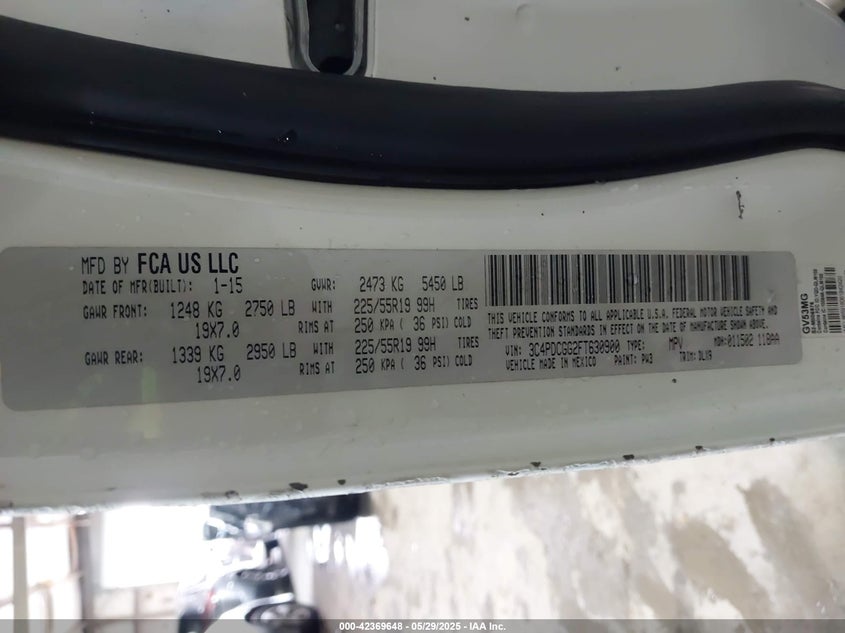 MFD BY FCA US LLC
DATE OF MFR(BUILT): 1-15 GVWR: 2473 KG 5450 LB
GAWR FRONT: 1248 KG 2750 LB WITH 225/55R19 99H TIRES
19X7.0 RIMS AT 250 KPA ( 36 PSI) COLD
GAWR REAR: 1339 KG 2950 LB WITH 225/55R19 99H TIRES
19X7.0 RIMS AT 250 KPA ( 36 PSI) COLD
THIS VEHICLE CONFORMS TO ALL APPLICABLE U.S.A. FEDERAL MOTOR VEHICLE SAFETY AND
THEFT PREVENTION STANDARDS IN EFFECT ON THE DATE OF MANUFACTURE SHOWN ABOVE.
VIN: 3C4PDCGG2FT630900 TYPE: MPV MDH: 011502 118AA
VEHICLE MADE IN MEXICO PAINT: PW3 TRIM: DLX9
GV53MG
000-42369648 - 05/29/2025 - IAA Inc.